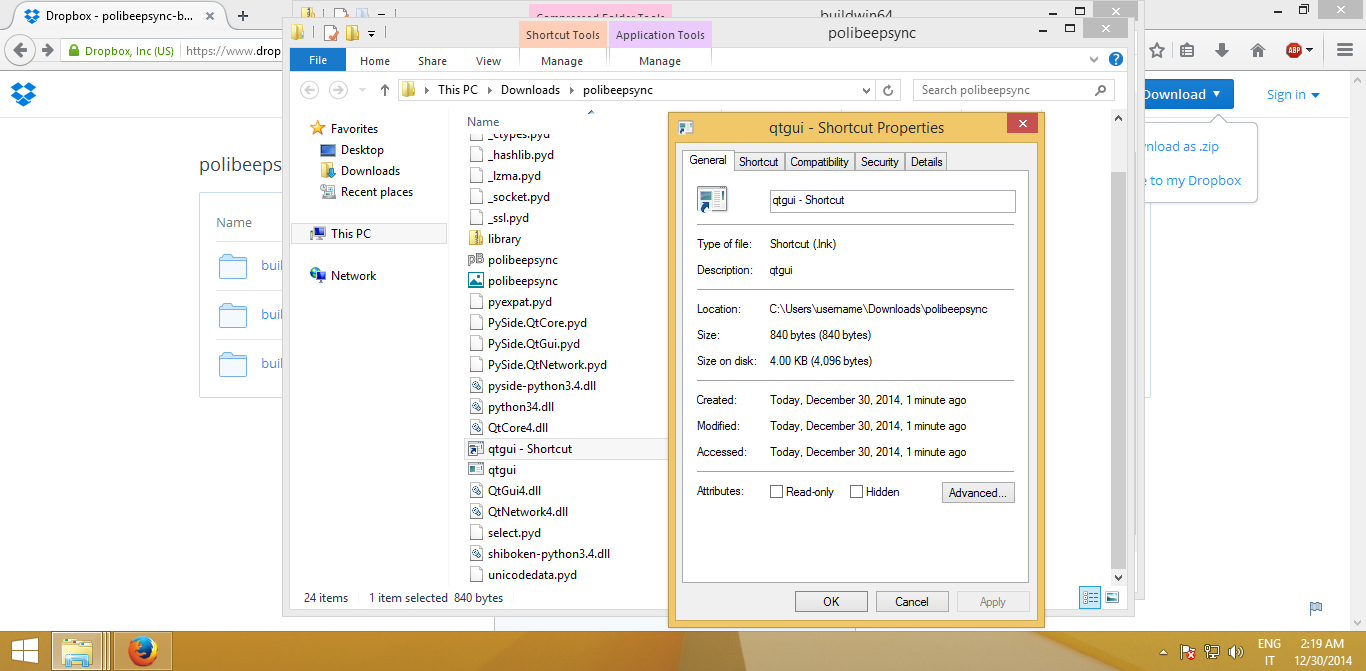 Dropbox - polibeepsync-b...
Dropbox, Inc (US)
https://www.drop
buildwin64
polibeepsync
Shortcut Tools
Application Tools
File
Home
Share
View
Manage
Manage
This PC
Downloads
polibeepsync
Search polibeepsync
ABP
Download
Sign in
nload as .zip
e to my Dropbox
polibeeps
Name
buil
buil
buil
Favorites
Desktop
Downloads
Recent places
This PC
Network
Name
_ctypes.pyd
_hashlib.pyd
_lzma.pyd
_socket.pyd
_ssl.pyd
library
polibeepsync
polibeepsync
pyexpat.pyd
PySide.QtCore.pyd
PySide.QtGui.pyd
PySide.QtNetwork.pyd
pyside-python3.4.dll
python34.dll
QtCore4.dll
qtgui - Shortcut
qtgui
QtGui4.dll
QtNetwork4.dll
select.pyd
shiboken-python3.4.dll
unicodedata.pyd
24 items
1 item selected 840 bytes
qtgui - Shortcut Properties
General
Shortcut
Compatibility
Security
Details
qtgui - Shortcut
Type of file: Shortcut (.lnk)
Description: qtgui
Location: C:\Users\username\Downloads\polibeepsync
Size: 840 bytes (840 bytes)
Size on disk: 4.00 KB (4,096 bytes)
Created: Today, December 30, 2014, 1 minute ago
Modified: Today, December 30, 2014, 1 minute ago
Accessed: Today, December 30, 2014, 1 minute ago
Attributes:
Read-only
Hidden
Advanced...
OK
Cancel
Apply
ENG
IT
2:19 AM
12/30/2014